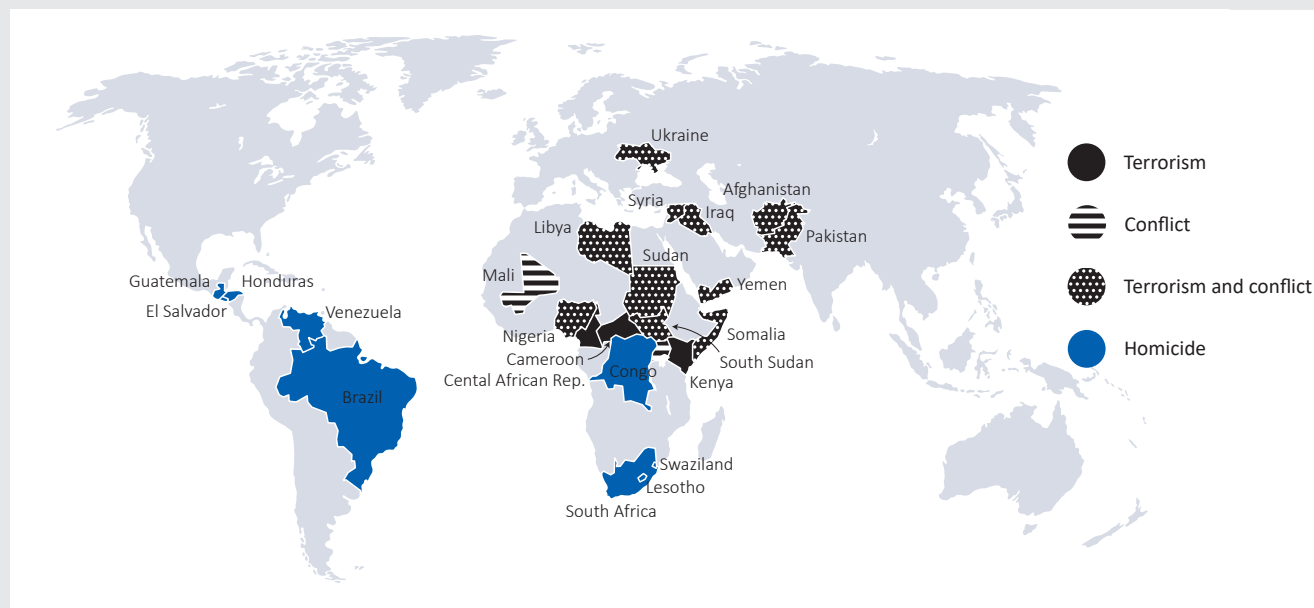 Ukraine
Terrorism
Afghanistan
Syria
Iraq
Conflict
Libya
Pakistan
Sudan
Mali
Yemen
Guatemala
Honduras
Terrorism and conflict
El Salvador
Venezuela
Nigeria
Somalia
Cameroon
South Sudan
Homicide
Cental African Rep.
Congo
Kenya
Brazil
Swaziland
Lesotho
South Africa